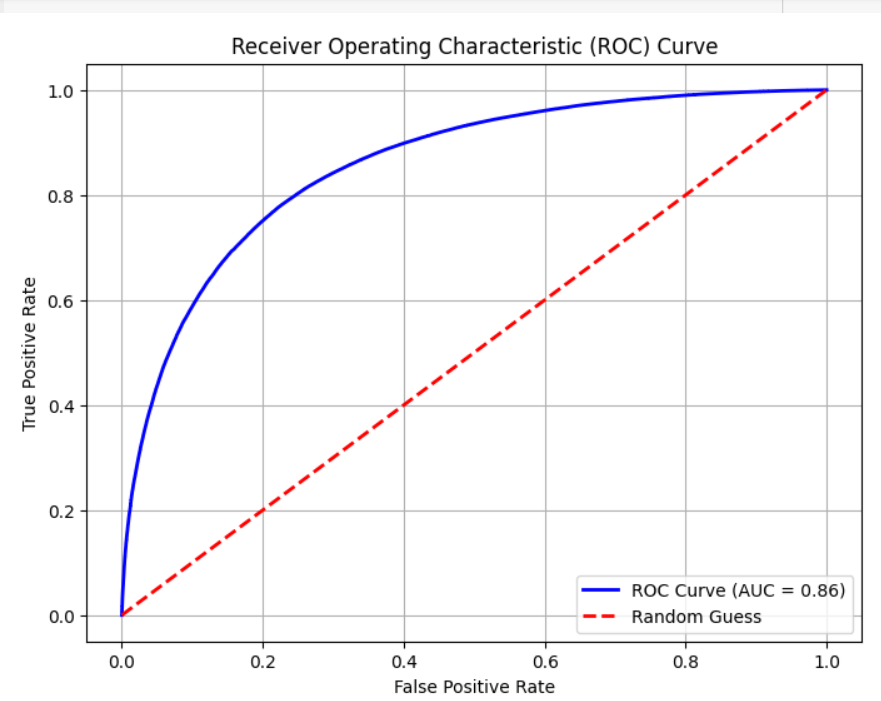 Receiver Operating Characteristic (ROC) Curve
True Positive Rate
1.0
0.8
0.6
0.4
0.2
0.0
ROC Curve (AUC = 0.86)
Random Guess
0.0 0.2 0.4 0.6 0.8 1.0
False Positive Rate